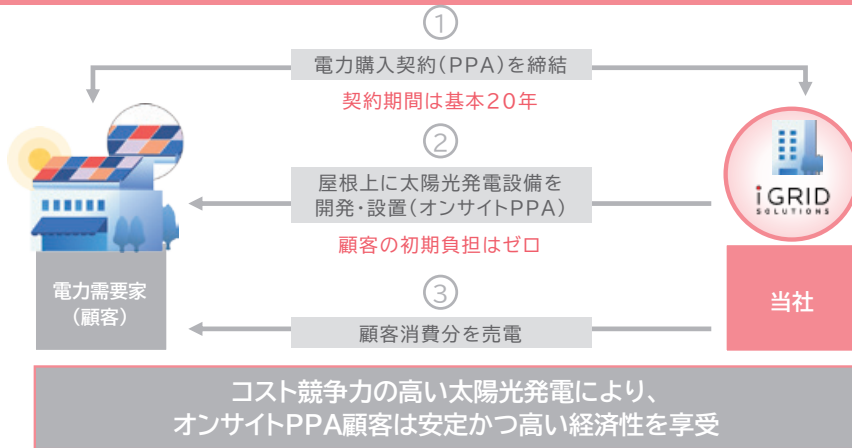 ①
電力購入契約(PPA)を締結
契約期間は基本20年
②
屋根上に太陽光発電設備を
開発・設置(オンサイトPPA)
顧客の初期負担はゼロ
iGRID
SOLUTIONS
電力需要家
(顧客)
③
顧客消費分を売電
当社
コスト競争力の高い太陽光発電により、
オンサイトPPA顧客は安定かつ高い経済性を享受